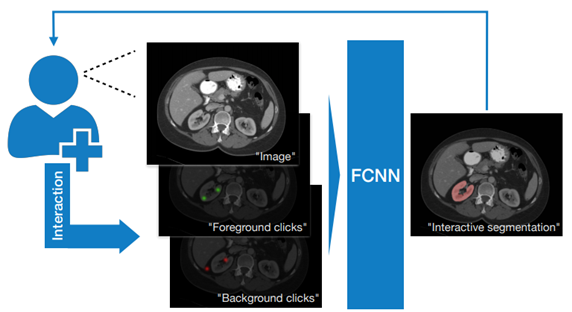 "Image"
Interaction
"Foreground clicks"
"Background clicks"
FCNN
"Interactive segmentation"